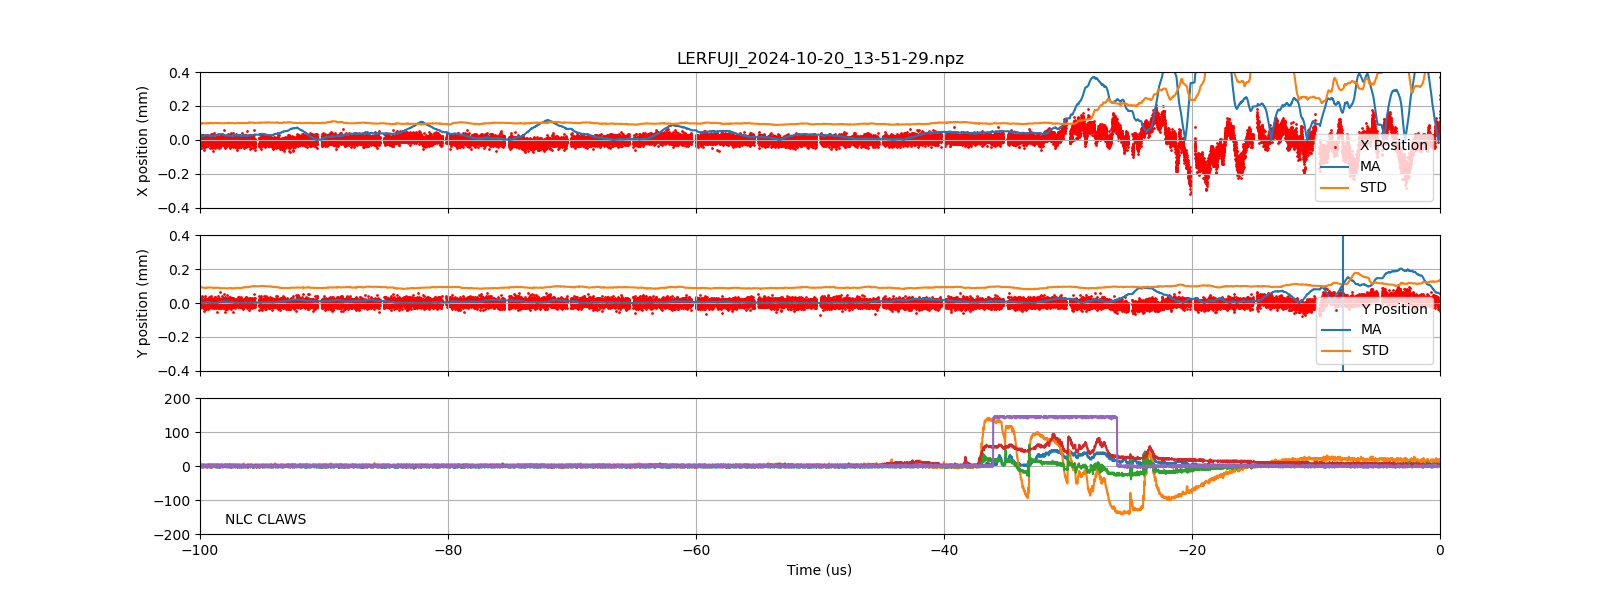 LERFUJI_2024-10-20_13-51-29.npz
X position (mm)
0.4
0.2
0.0
−0.2
−0.4
X Position
MA
STD
Y position (mm)
0.4
0.2
0.0
−0.2
−0.4
Y Position
MA
STD
200
100
0
−100
−200
NLC CLAWS
−100
−80
−60
−40
−20
0
Time (us)